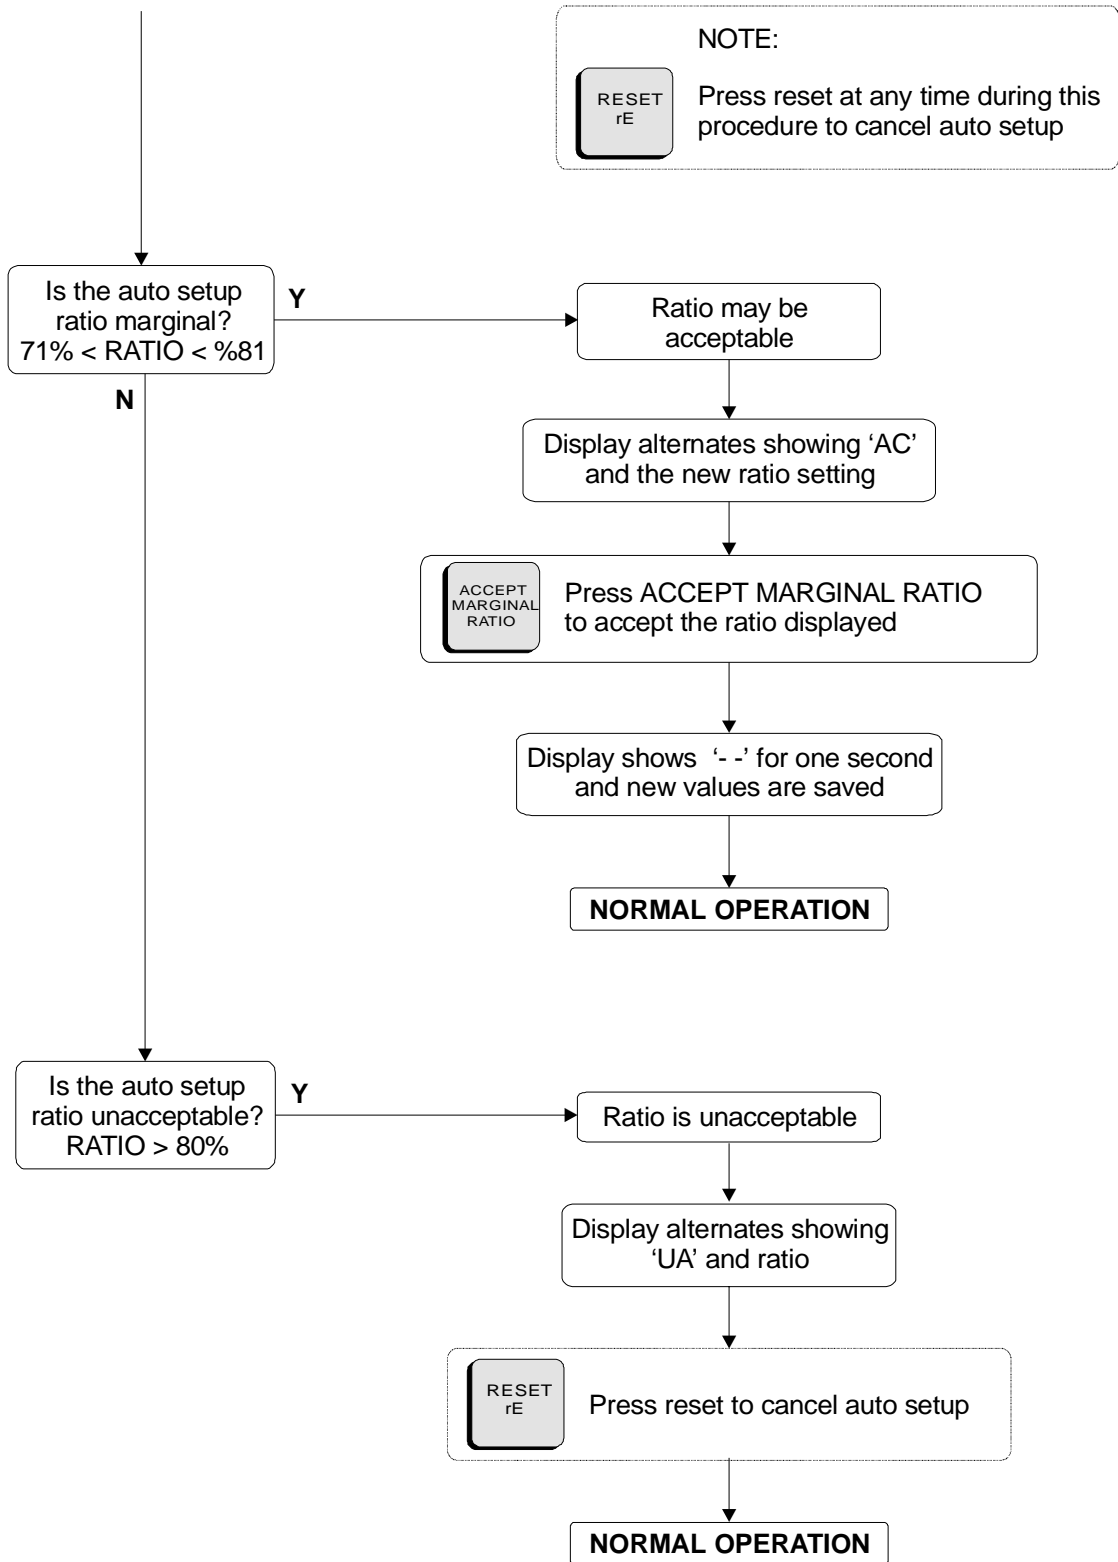 NOTE:
RESET
rE
Press reset at any time during this
procedure to cancel auto setup
Is the auto setup
ratio marginal?
71% < RATIO < %81
Y
N
Ratio may be
acceptable
Display alternates showing ‘AC’
and the new ratio setting
ACCEPT
MARGINAL
RATIO
Press ACCEPT MARGINAL RATIO
to accept the ratio displayed
Display shows ‘- -’ for one second
and new values are saved
NORMAL OPERATION
Is the auto setup
ratio unacceptable?
RATIO > 80%
Y
Ratio is unacceptable
Display alternates showing
‘UA’ and ratio
RESET
rE
Press reset to cancel auto setup
NORMAL OPERATION